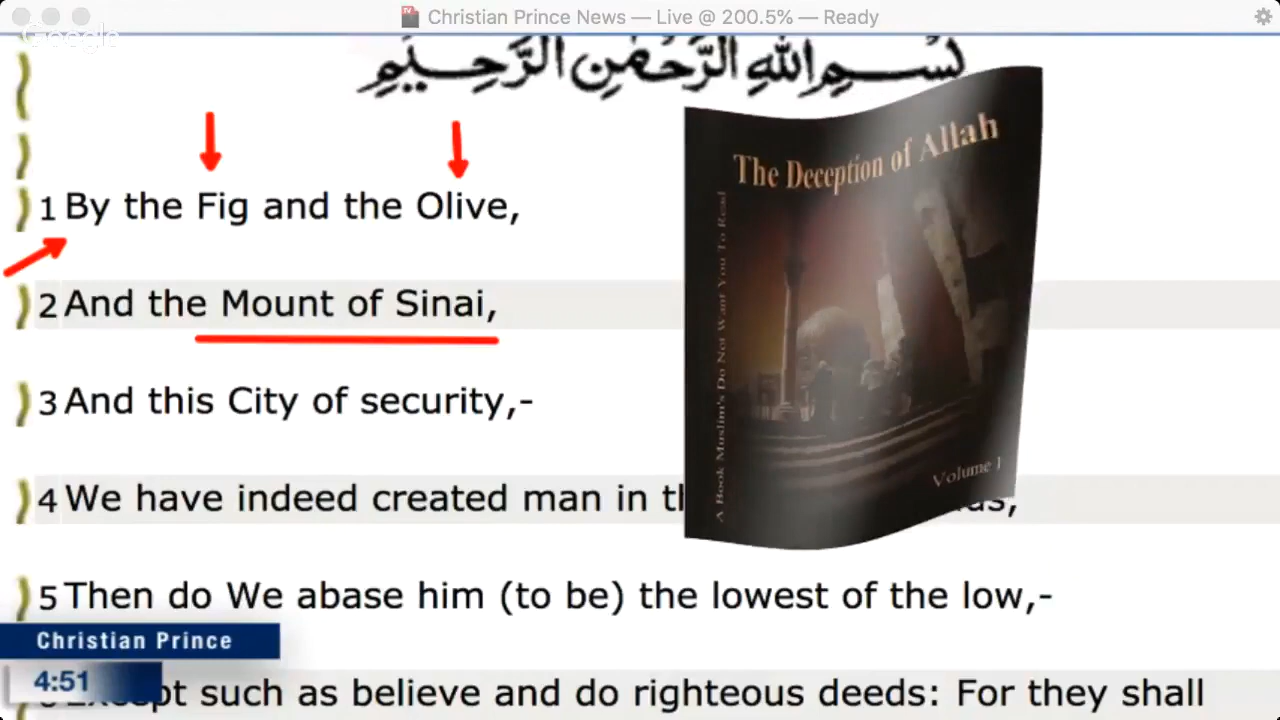 Christian Prince News — Live @ 200.5% — Ready
Google
بسم الله الرَّحْمٰنِ الرَّحِيمِ
The Deception of Allah
A Book Muslim's Do Not Want You To Read
Volume 1
1 By the Fig and the Olive,
2 And the Mount of Sinai,
3 And this City of security,-
4 We have indeed created man in
5 Then do We abase him (to be) the lowest of the low,-
Christian Prince
4:51
such as believe and do righteous deeds: For they shall